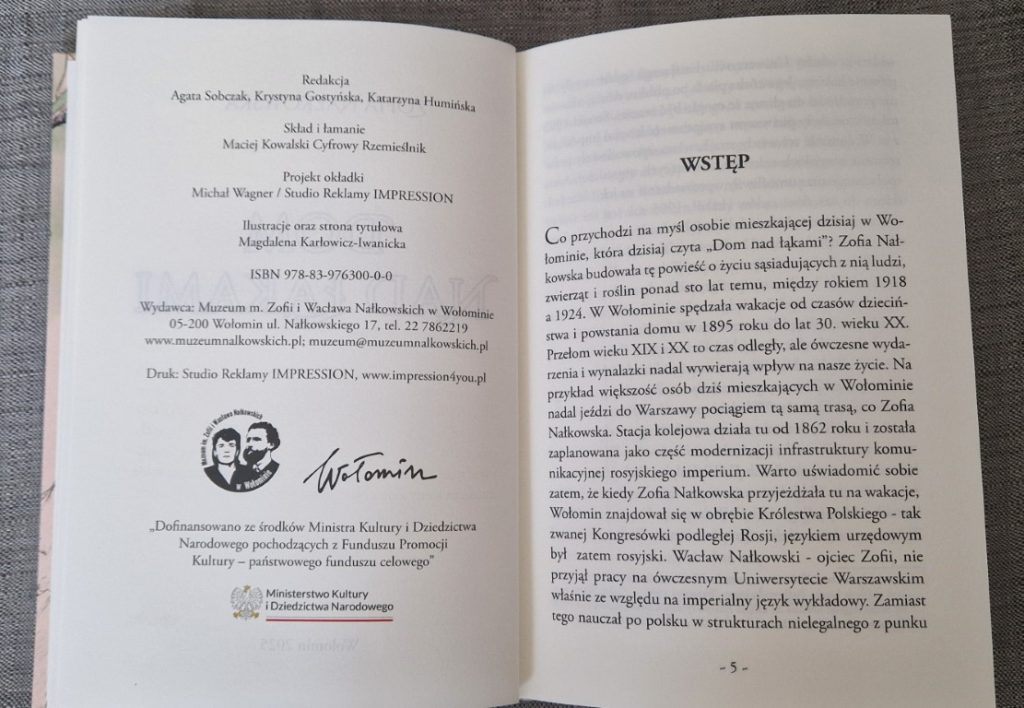 Redakcja
Agata Sobczak, Krystyna Gostyńska, Katarzyna Humińska
Skład i łamanie
Maciej Kowalski Cyfrowy Rzemieślnik
Projekt okładki
Michał Wagner / Studio Reklamy IMPRESSION
Ilustracje oraz strona tytułowa
Magdalena Karłowicz-Iwanicka
ISBN 978-83-976300-0-0
Wydawca: Muzeum m. Zofii i Wacława Nałkowskich w Wołominie
05-200 Wołomin ul. Nałkowskiego 17, tel. 22 7862219
www.muzeumnalkowskich.pl; muzeum@muzeumnalkowskich.pl
Druk: Studio Reklamy IMPRESSION, www.impression4you.pl
Muzeum im. Zofii i Wacława Nałkowskich
w Wołominie
Wołomin
„Dofinansowano ze środków Ministra Kultury i Dziedzictwa
Narodowego pochodzących z Funduszu Promocji
Kultury – państwowego funduszu celowego”
Ministerstwo Kultury
i Dziedzictwa Narodowego
WSTĘP
Co przychodzi na myśl osobie mieszkającej dzisiaj w Wo-
łominie, która dzisiaj czyta „Dom nad łąkami”? Zofia Nał-
kowska budowała tę powieść o życiu sąsiadujących z nią ludzi,
zwierząt i roślin ponad sto lat temu, między rokiem 1918
a 1924. W Wołominie spędzała wakacje od czasów dzieciń-
stwa i powstania domu w 1895 roku do lat 30. wieku XX.
Przełom wieku XIX i XX to czas odległy, ale ówczesne wyda-
rzenia i wynalazki nadal wywierają wpływ na nasze życie. Na
przykład większość osób dziś mieszkających w Wołominie
nadal jeździ do Warszawy pociągiem tą samą trasą, co Zofia
Nałkowska. Stacja kolejowa działa tu od 1862 roku i została
zaplanowana jako część modernizacji infrastruktury komu-
nikacyjnej rosyjskiego imperium. Warto uświadomić sobie
zatem, że kiedy Zofia Nałkowska przyjeżdżała tu na wakacje,
Wołomin znajdował się w obrębie Królestwa Polskiego - tak
zwanej Kongresówki podległej Rosji, językiem urzędowym
był zatem rosyjski. Wacław Nałkowski - ojciec Zofii, nie
przyjął pracy na ówczesnym Uniwersytecie Warszawskim
właśnie ze względu na imperialny język wykładowy. Zamiast
tego nauczał po polsku w strukturach nielegalnego z punku
- 5 -